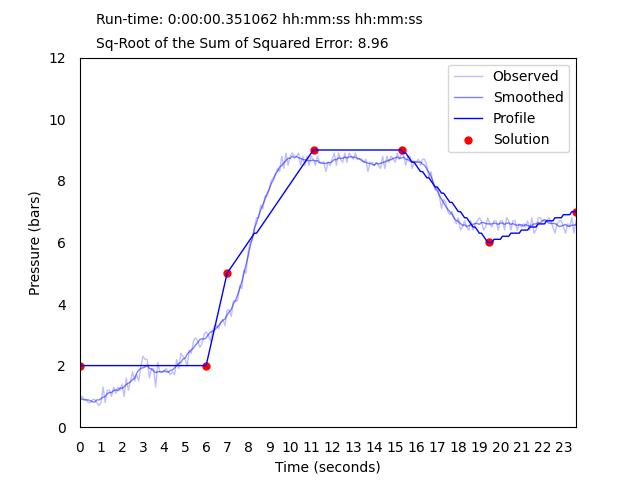 Run-time: 0:00:00.351062 hh:mm:ss hh:mm:ss
Sq-Root of the Sum of Squared Error: 8.96
Observed
Smoothed
Profile
Solution
12
10
8
6
4
2
0
Pressure (bars)
0 1 2 3 4 5 6 7 8 9 10 11 12 13 14 15 16 17 18 19 20 21 22 23
Time (seconds)